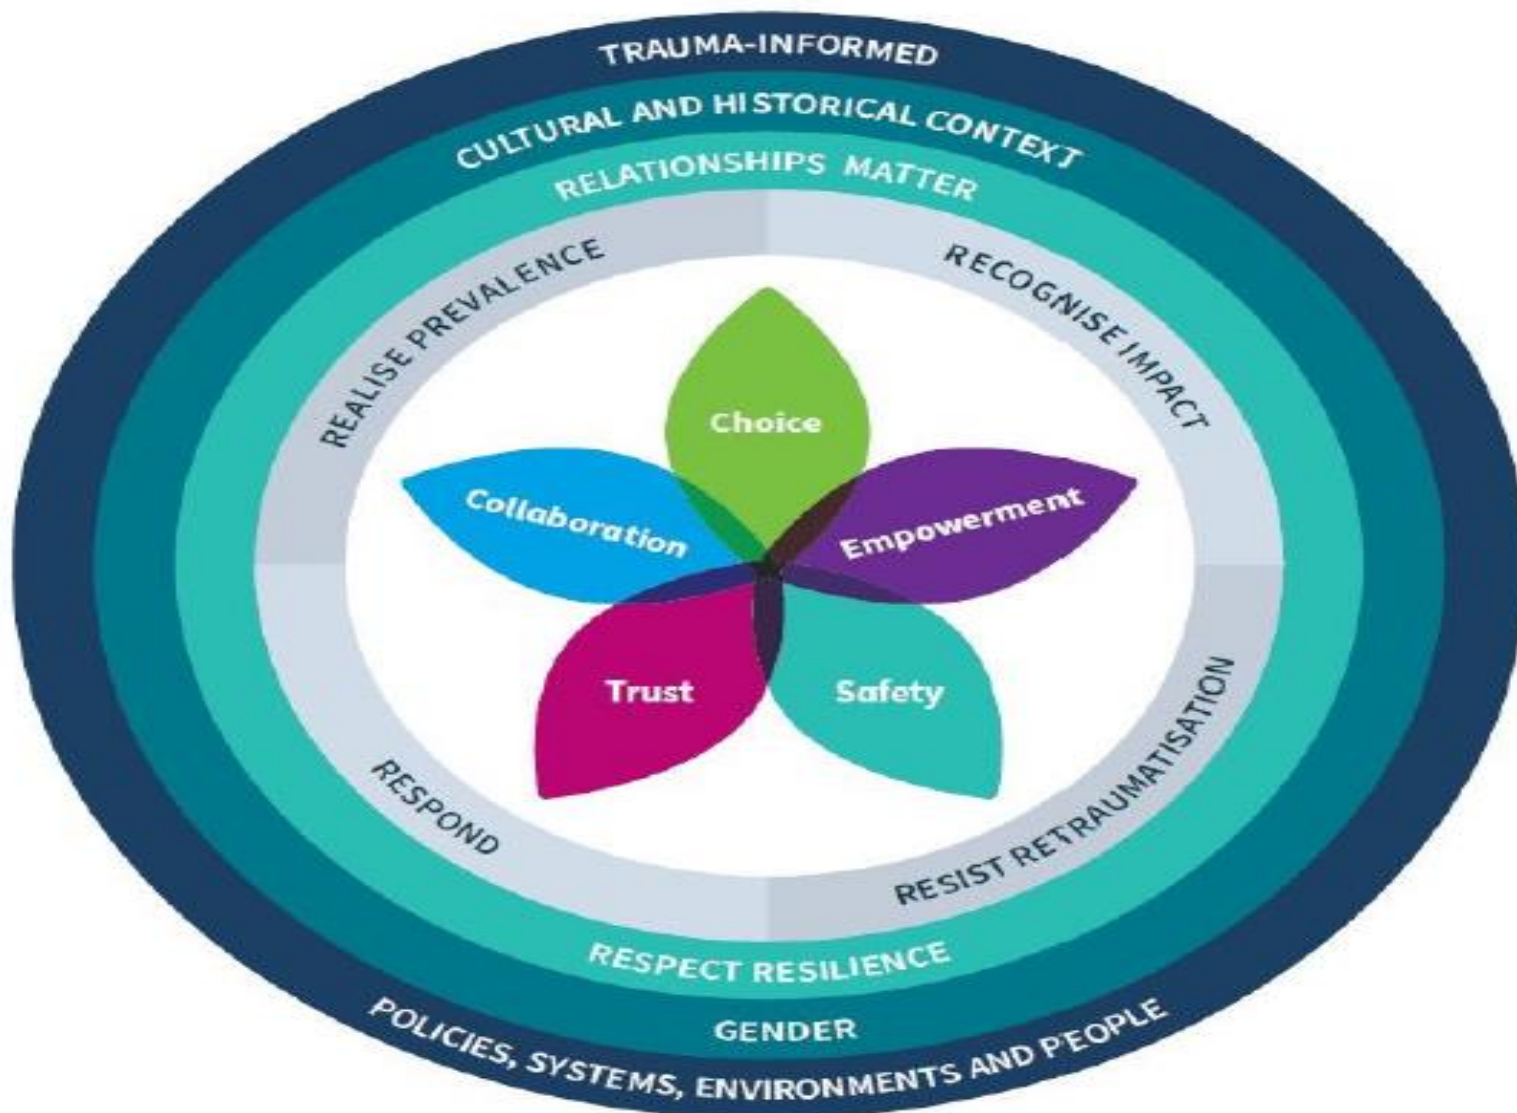 TRAUMA-INFORMED
CULTURAL AND HISTORICAL CONTEXT
RELATIONSHIPS MATTER
REALISE PREVALENCE
RECOGNISE IMPACT
Choice
Collaboration
Empowerment
Trust
Safety
RESPOND
RESIST RETRAUMATISATION
RESPECT RESILIENCE
GENDER
POLICIES, SYSTEMS, ENVIRONMENTS AND PEOPLE